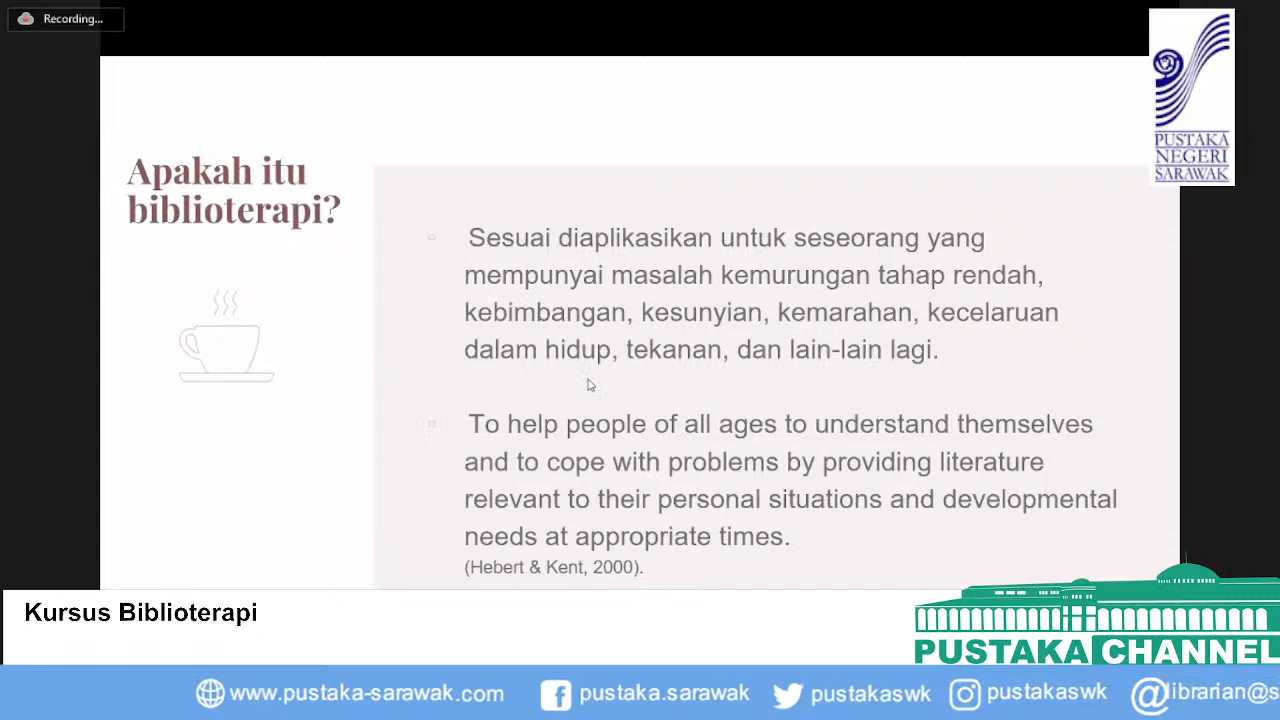 Recording...
PUSTAKA
NEGERI
SARAWAK
Apakah itu
biblioterapi?
Sesuai diaplikasikan untuk seseorang yang
mempunyai masalah kemurungan tahap rendah,
kebimbangan, kesunyian, kemarahan, kecelaruan
dalam hidup, tekanan, dan lain-lain lagi.
To help people of all ages to understand themselves
and to cope with problems by providing literature
relevant to their personal situations and developmental
needs at appropriate times.
(Hebert & Kent, 2000).
Kursus Biblioterapi
PUSTAKA CHANNEL
www.pustaka-sarawak.com pustaka.sarawak pustakaswk pustakaswk librarian@s